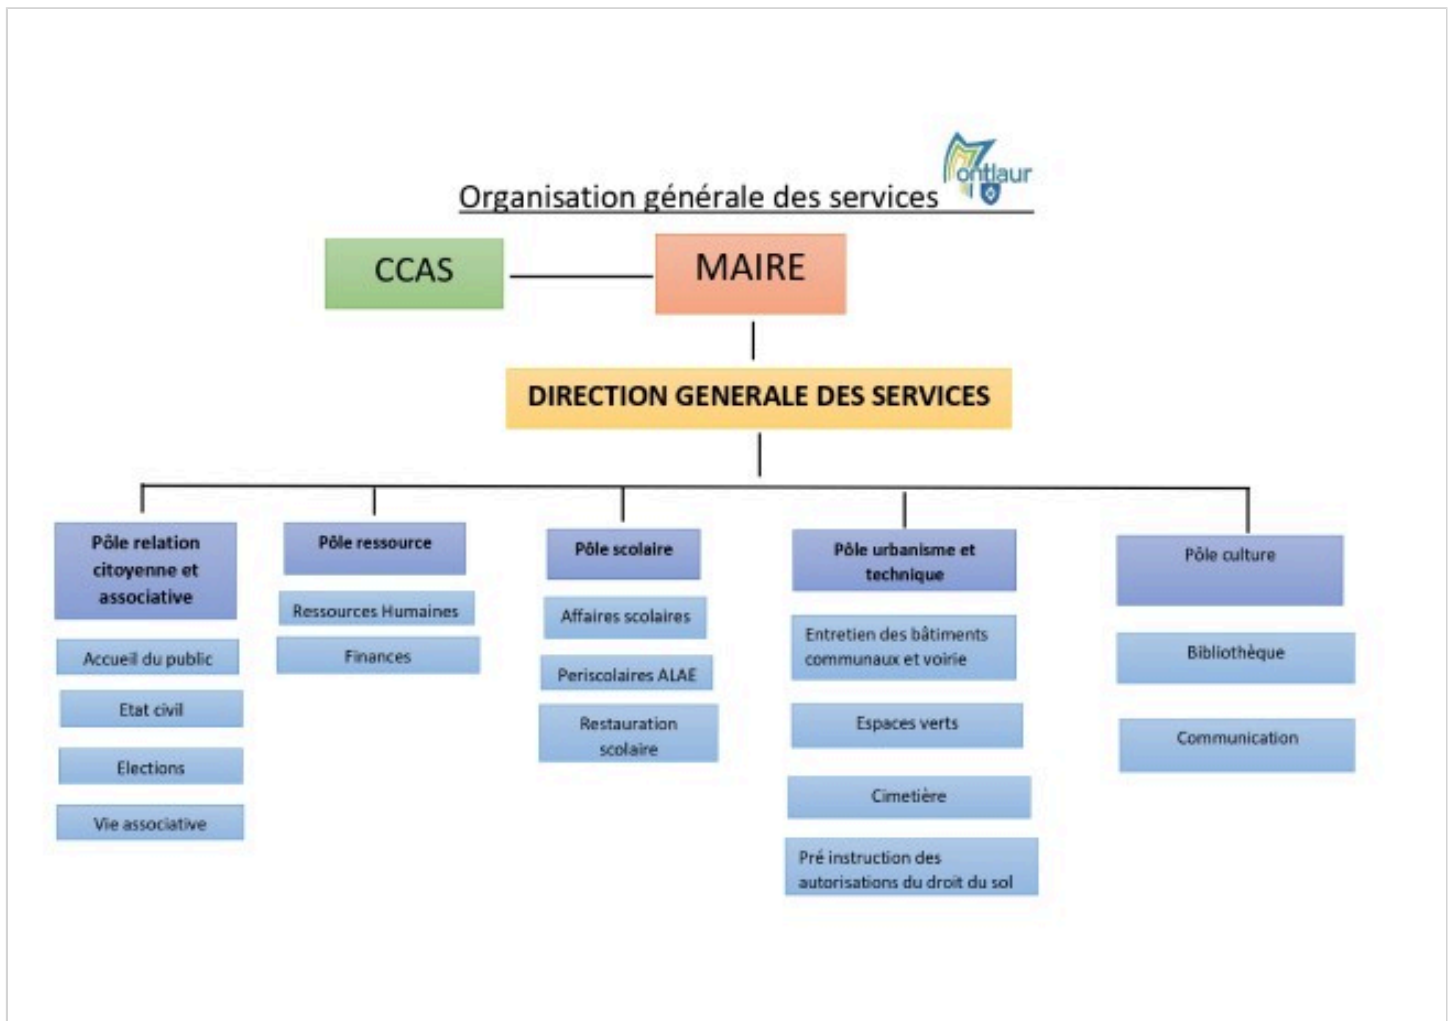 Montlaur
Organisation générale des services
CCAS
MAIRE
DIRECTION GENERALE DES SERVICES
Pôle relation
citoyenne et
associative
Accueil du public
Etat civil
Elections
Vie associative
Pôle ressource
Ressources Humaines
Finances
Pôle scolaire
Affaires scolaires
Periscolaires ALAE
Restauration
scolaire
Pôle urbanisme et
technique
Entretien des bâtiments
communaux et voirie
Espaces verts
Cimetière
Pré instruction des
autorisations du droit du sol
Pôle culture
Bibliothèque
Communication